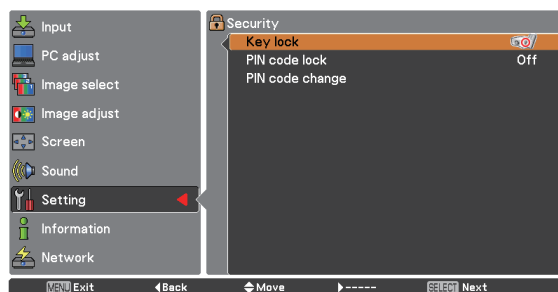 Input
PC adjust
Image select
Image adjust
Screen
Sound
Setting
Information
Network
Security
Key lock
PIN code lock Off
PIN code change
MENU Exit ◀Back ◆Move ▶----- SELECT Next